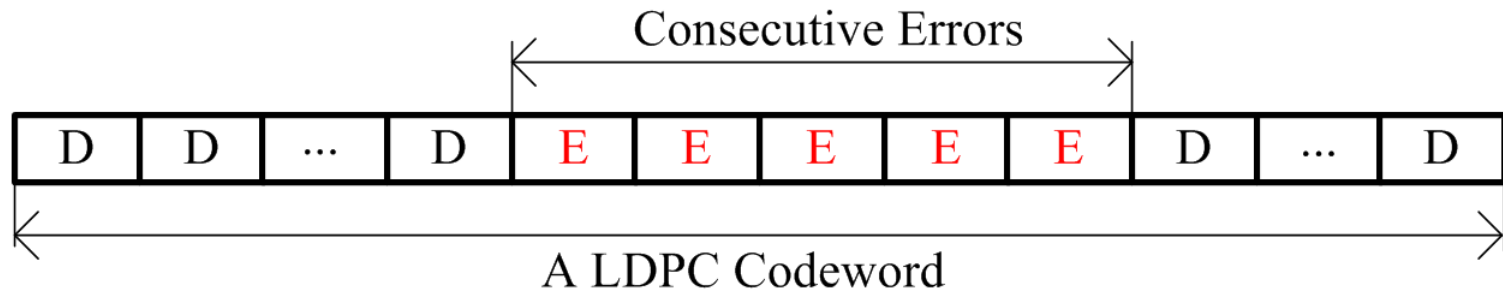 Consecutive Errors
D D ... D E E E E E D ... D
A LDPC Codeword